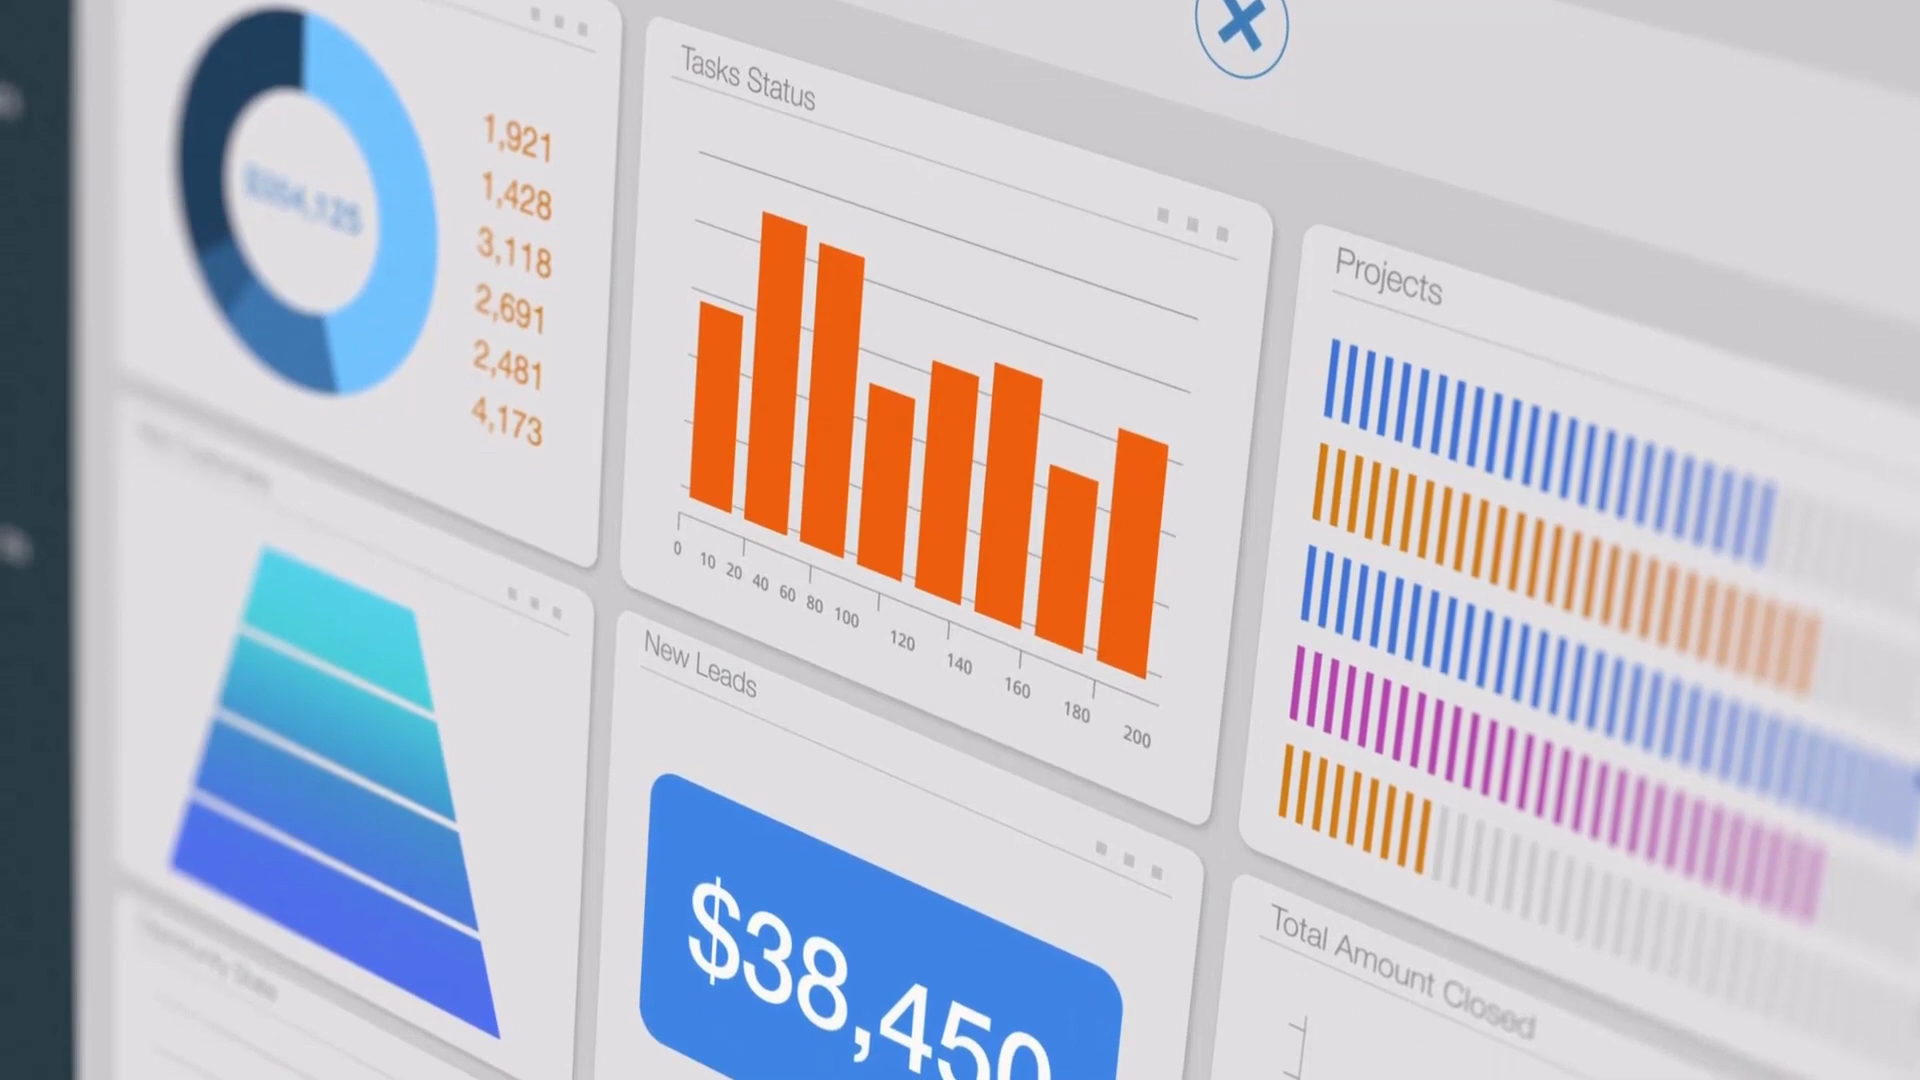 1,921
1,428
3,118
2,691
2,481
4,173
Tasks Status
0 10 20 40 60 80 100 120 140 160 180 200
Projects
New Leads
$38,450
Total Amount Closed